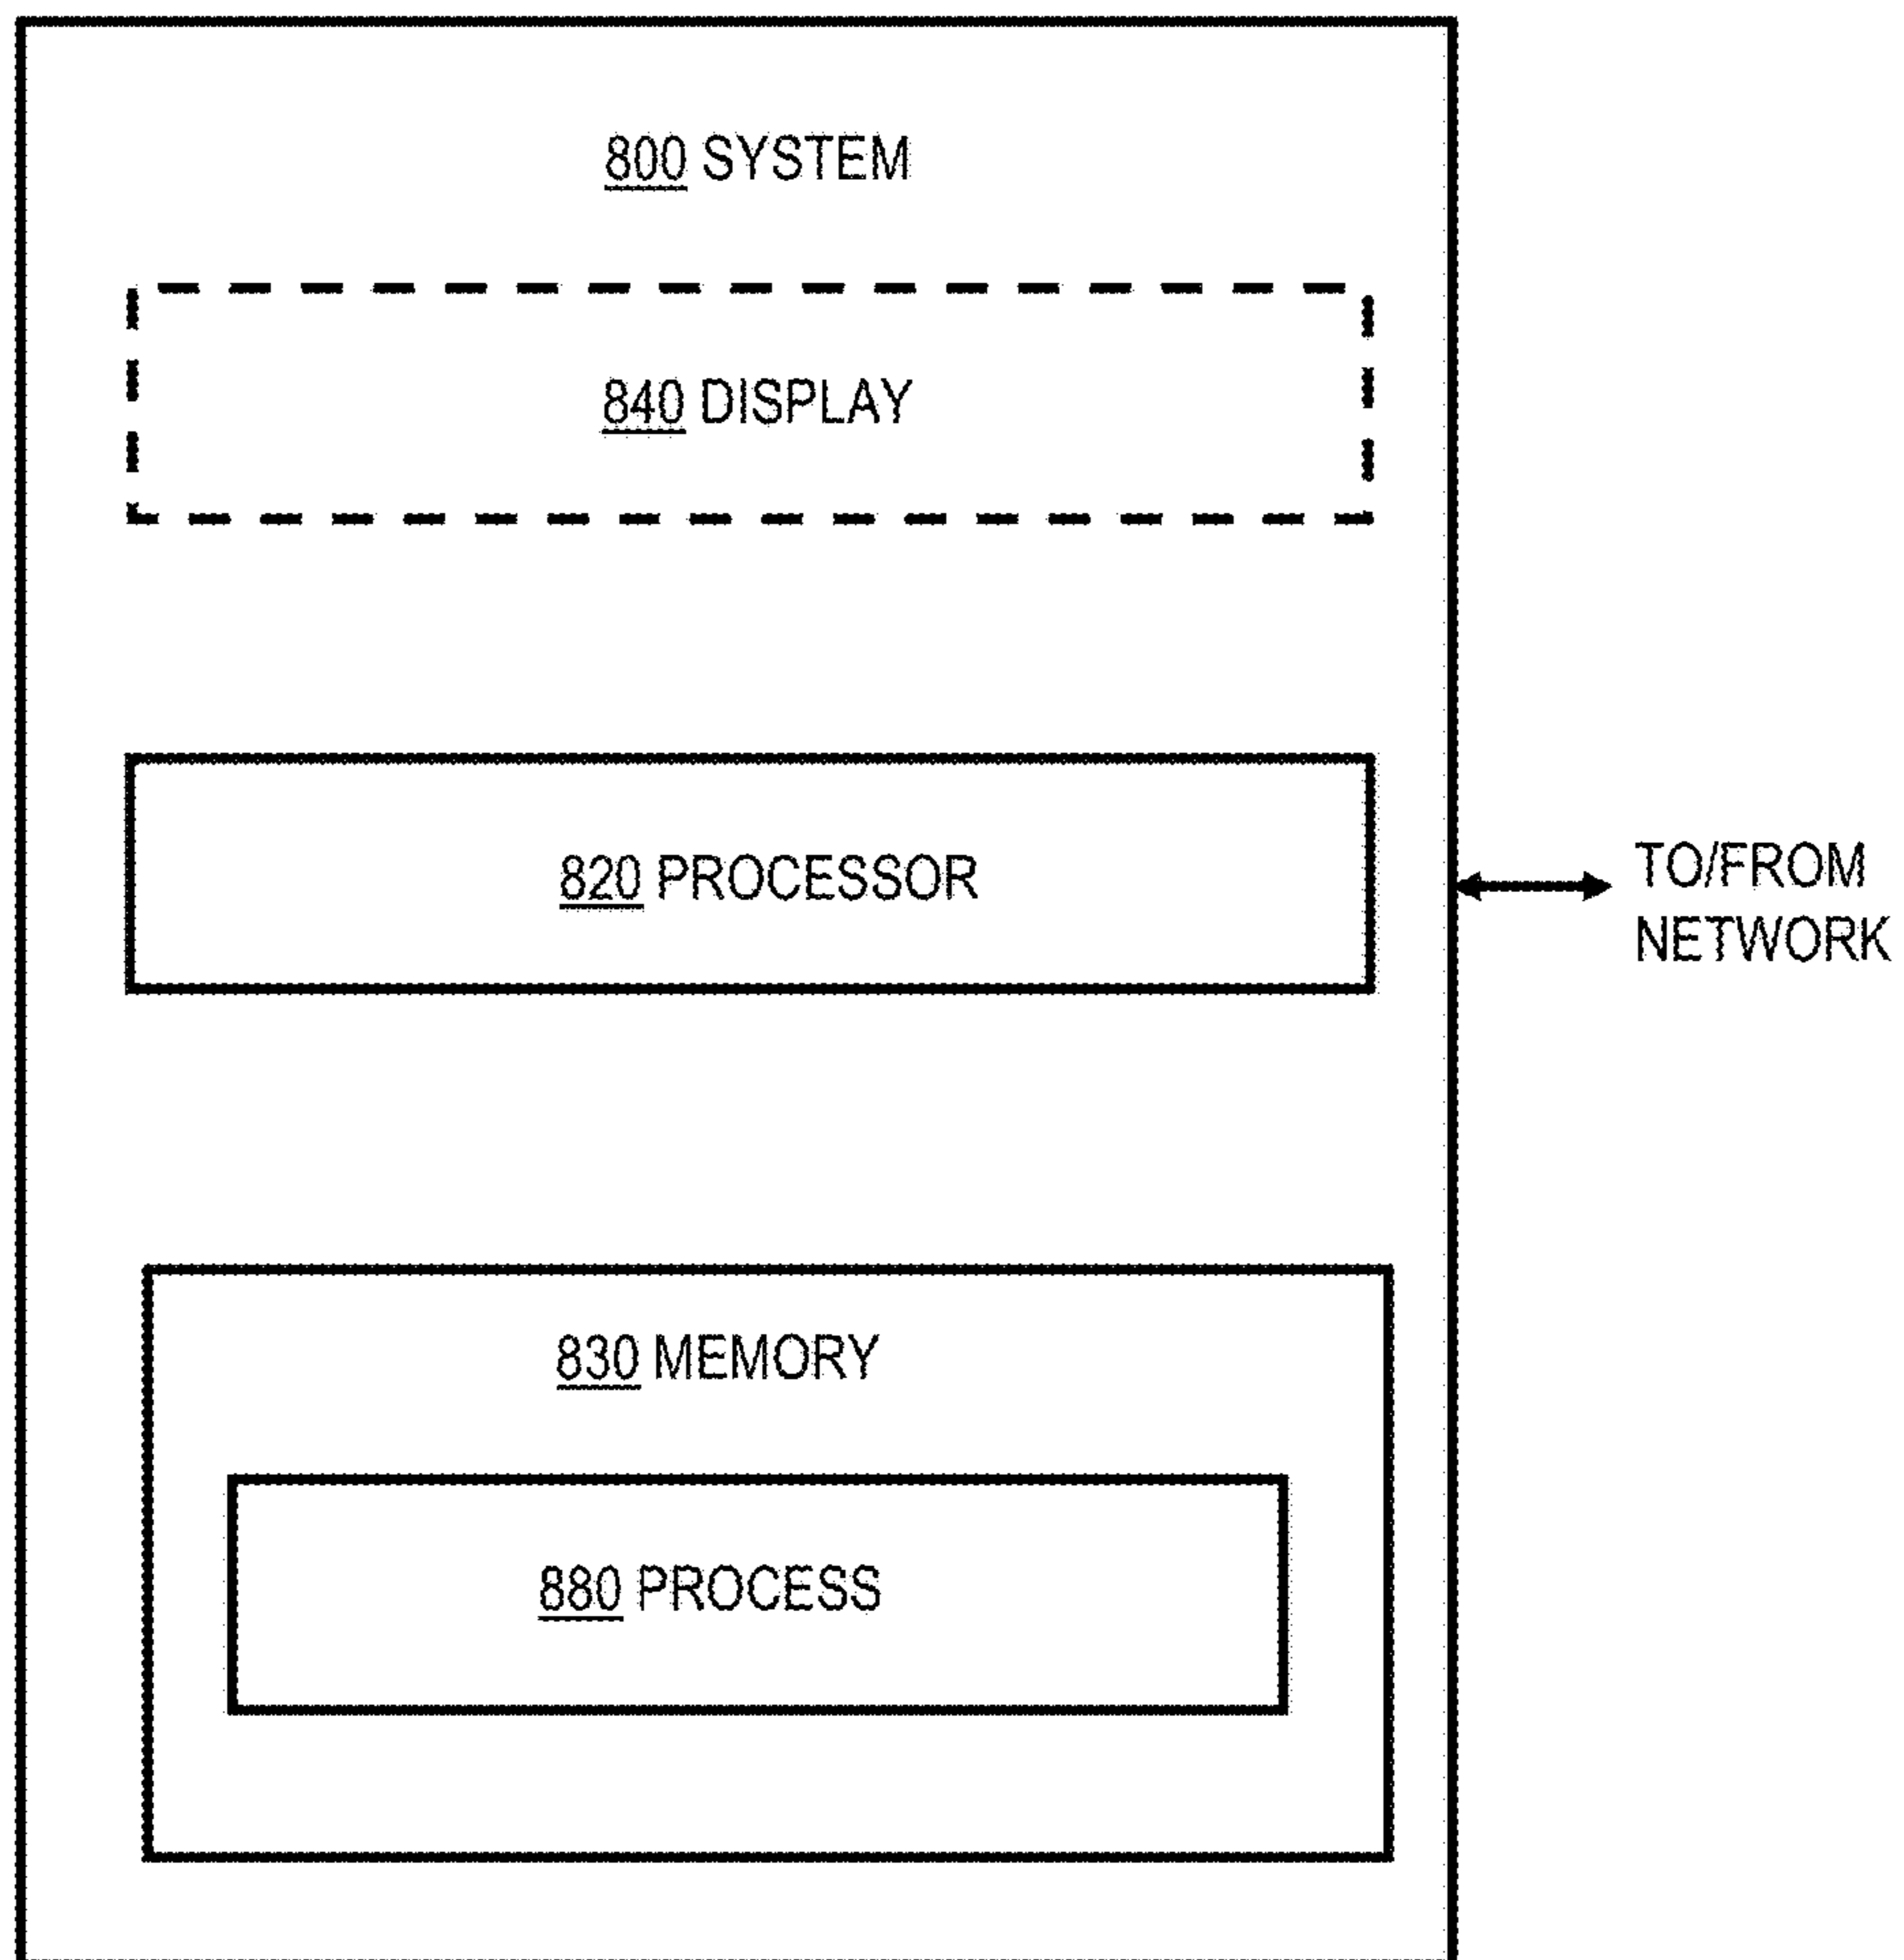 800 SYSTEM
840 DISPLAY
820 PROCESSOR
TO/FROM
NETWORK
830 MEMORY
880 PROCESS